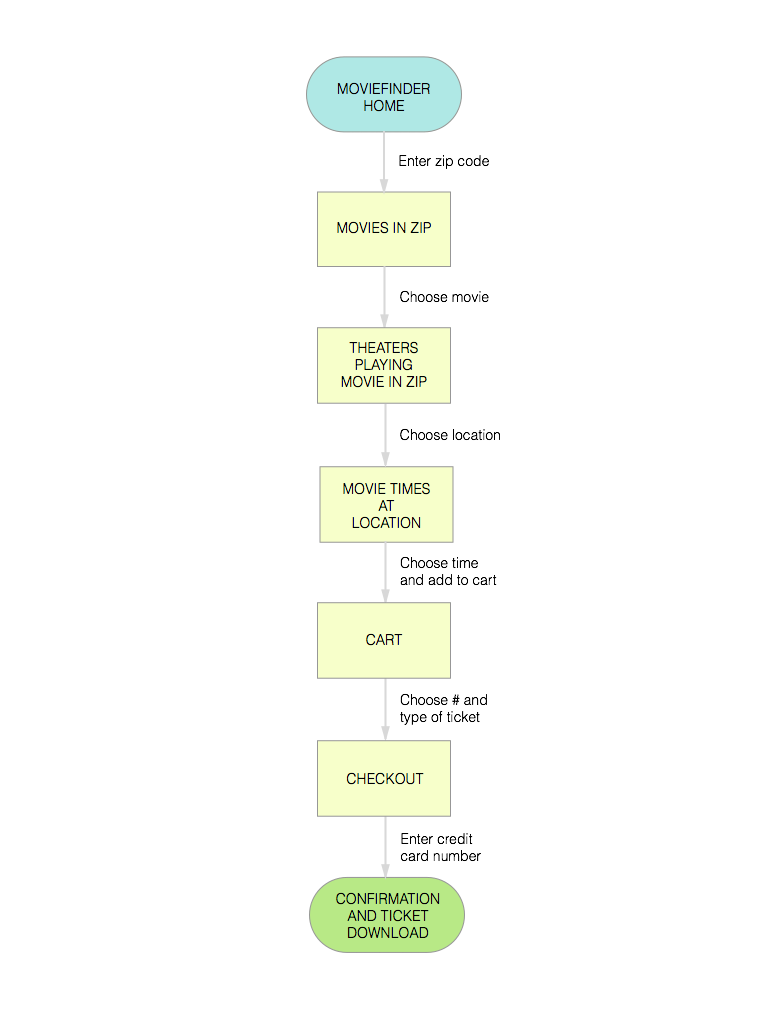 MOVIEFINDER
HOME
Enter zip code
MOVIES IN ZIP
Choose movie
THEATERS
PLAYING
MOVIE IN ZIP
Choose location
MOVIE TIMES
AT
LOCATION
Choose time
and add to cart
CART
Choose # and
type of ticket
CHECKOUT
Enter credit
card number
CONFIRMATION
AND TICKET
DOWNLOAD